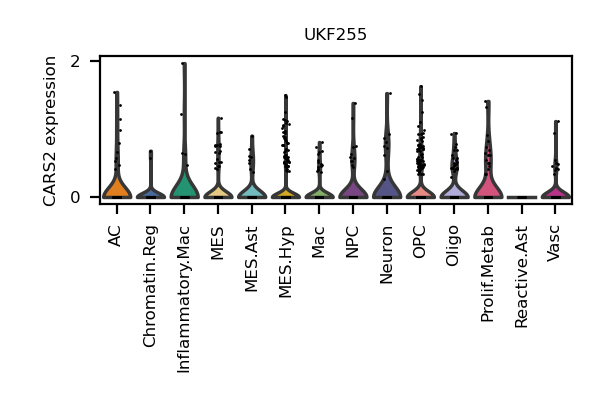 UKF255
CARS2 expression
2
0
AC
Chromatin.Reg
Inflammatory.Mac
MES
MES.Ast
MES.Hyp
Mac
NPC
Neuron
OPC
Oligo
Prolif.Metab
Reactive.Ast
Vasc